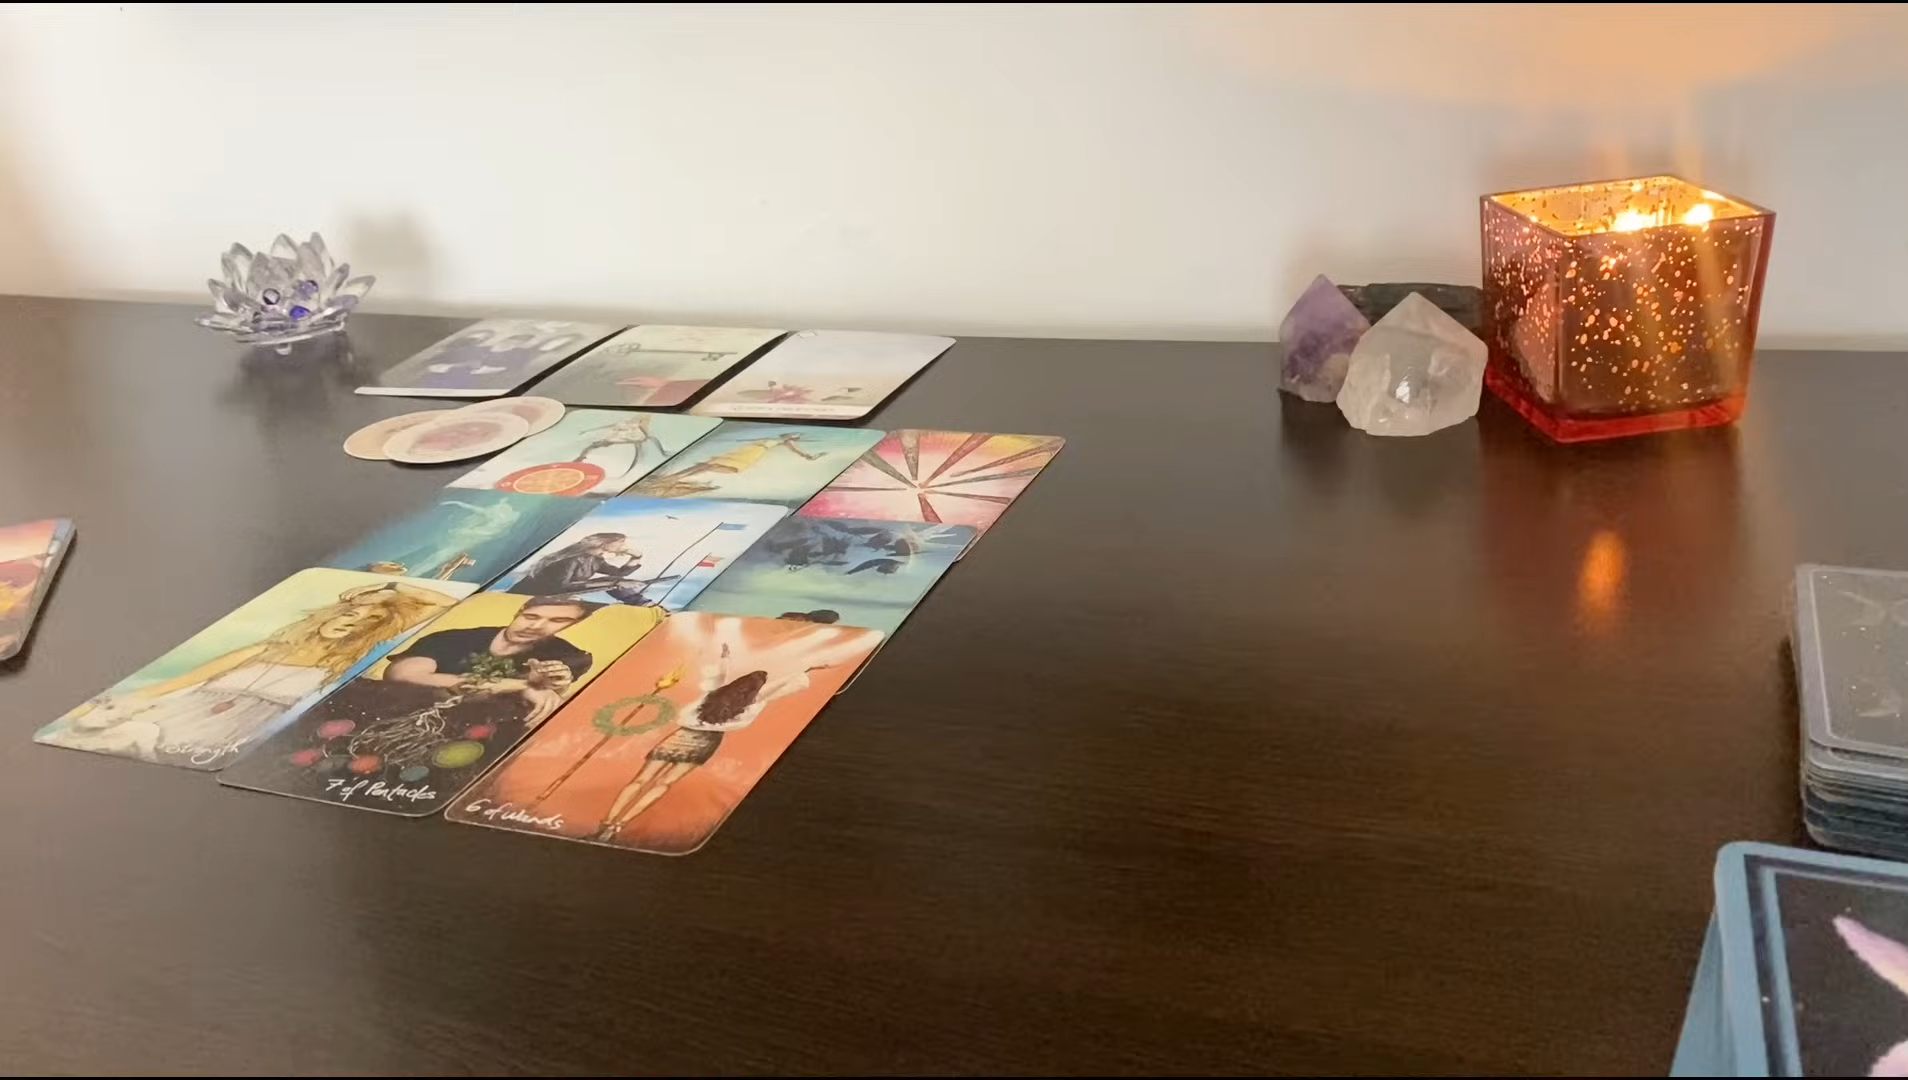 Strength
7 of Pentacles
6 of Wands